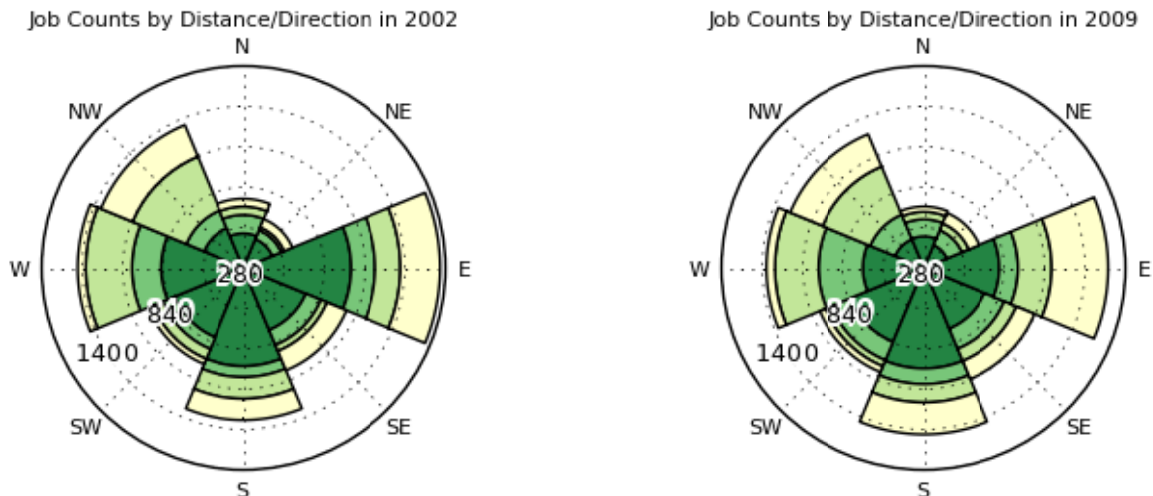 Job Counts by Distance/Direction in 2002
N
NW
NE
W
280
E
840
1400
SW
SE
S
Job Counts by Distance/Direction in 2009
N
NW
NE
W
280
E
840
1400
SW
SE
S